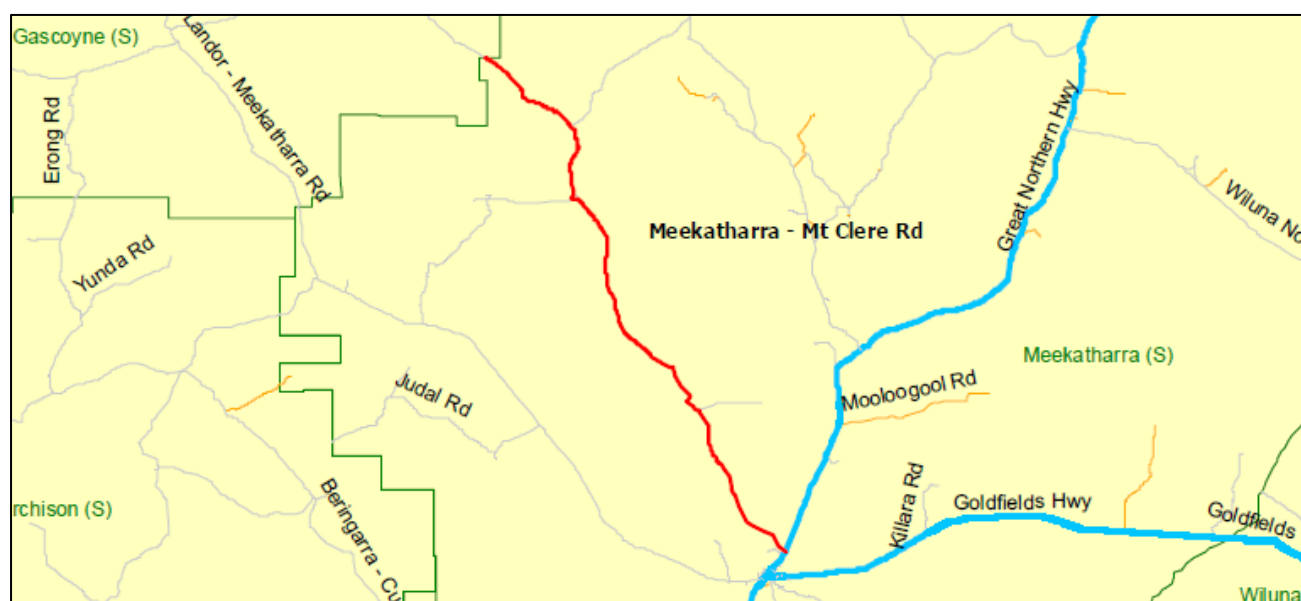 Gascoyne (S)
Landor - Meekatharra Rd
Great Northern Hwy
Erong Rd
Wiluna No
Meekatharra - Mt Clere Rd
Yunda Rd
Meekatharra (S)
Judal Rd
Mooloogool Rd
rchison (S)
Beringarra - Cu
Killara Rd
Goldfields Hwy
Goldfields
Wiluna